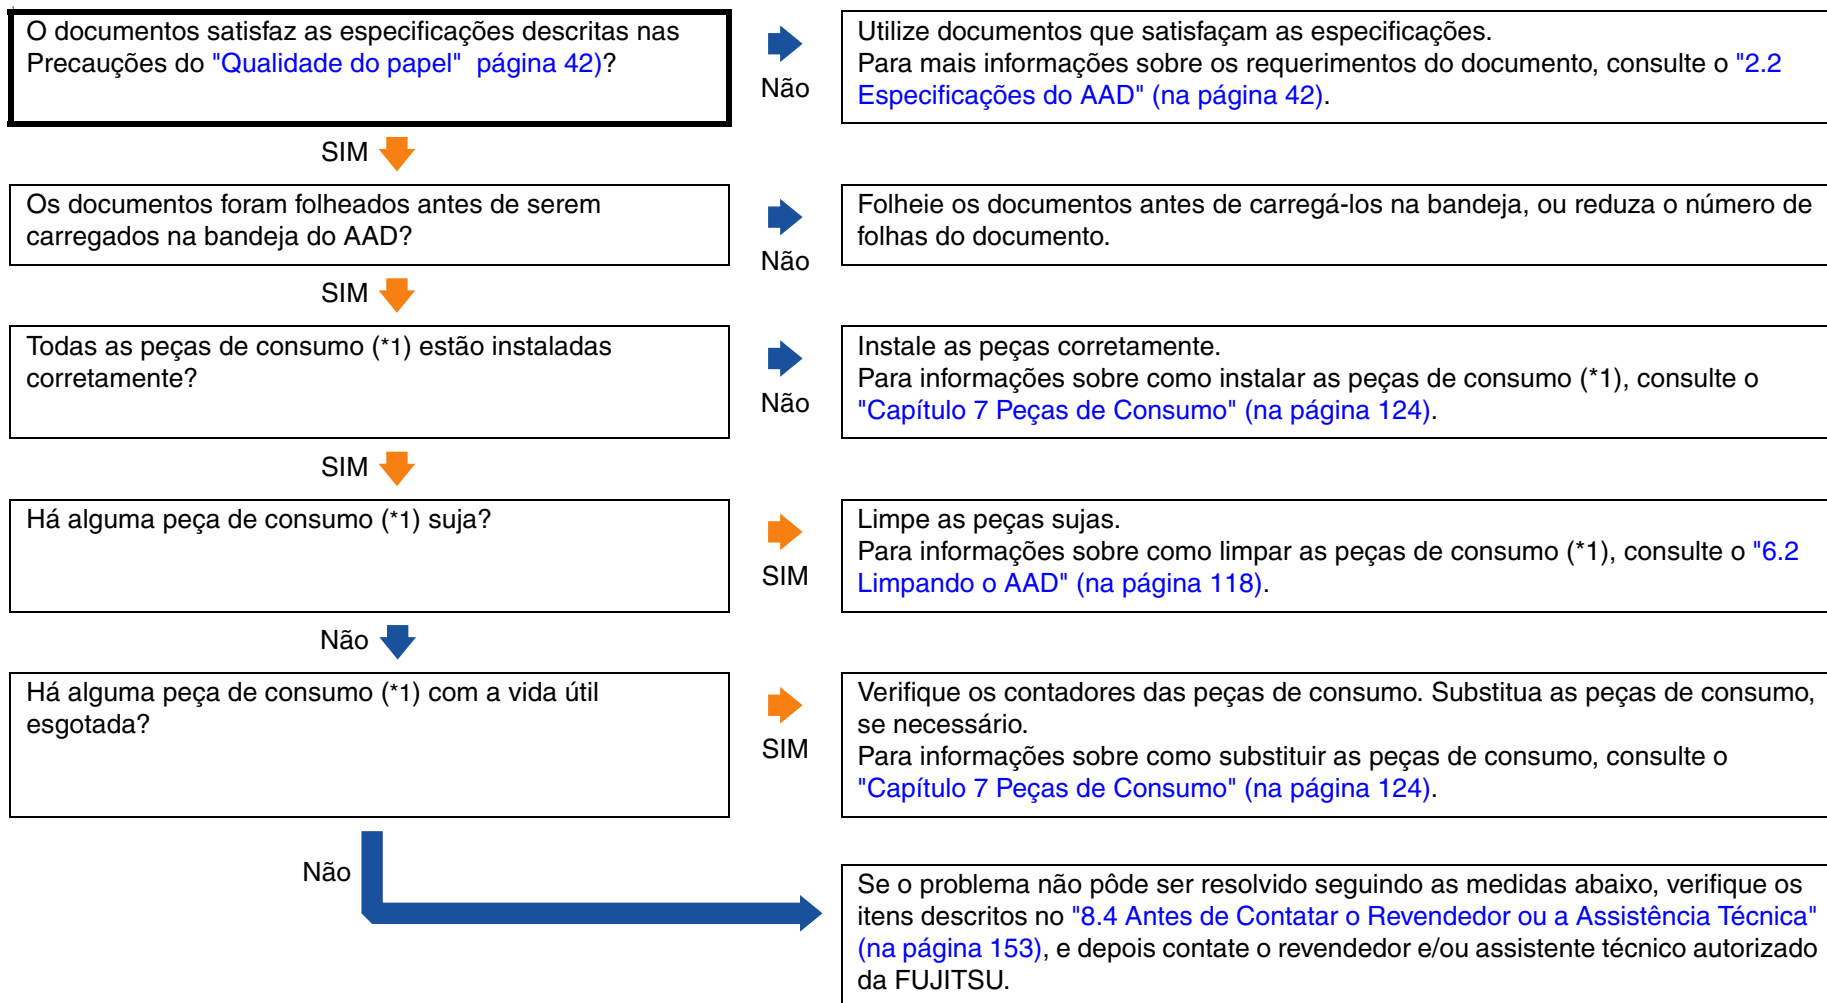 O documentos satisfaz as especificações descritas nas
Precauções do "Qualidade do papel"  página 42)?
Não
Utilize documentos que satisfaçam as especificações.
Para mais informações sobre os requerimentos do documento, consulte o "2.2
Especificações do AAD" (na página 42).
SIM
Os documentos foram folheados antes de serem
carregados na bandeja do AAD?
Não
Folheie os documentos antes de carregá-los na bandeja, ou reduza o número de
folhas do documento.
SIM
Todas as peças de consumo (*1) estão instaladas
corretamente?
Não
Instale as peças corretamente.
Para informações sobre como instalar as peças de consumo (*1), consulte o
"Capítulo 7 Peças de Consumo" (na página 124).
SIM
Há alguma peça de consumo (*1) suja?
SIM
Limpe as peças sujas.
Para informações sobre como limpar as peças de consumo (*1), consulte o "6.2
Limpando o AAD" (na página 118).
Não
Há alguma peça de consumo (*1) com a vida útil
esgotada?
SIM
Verifique os contadores das peças de consumo. Substitua as peças de consumo,
se necessário.
Para informações sobre como substituir as peças de consumo, consulte o
"Capítulo 7 Peças de Consumo" (na página 124).
Não
Se o problema não pôde ser resolvido seguindo as medidas abaixo, verifique os
itens descritos no "8.4 Antes de Contatar o Revendedor ou a Assistência Técnica"
(na página 153), e depois contate o revendedor e/ou assistente técnico autorizado
da FUJITSU.